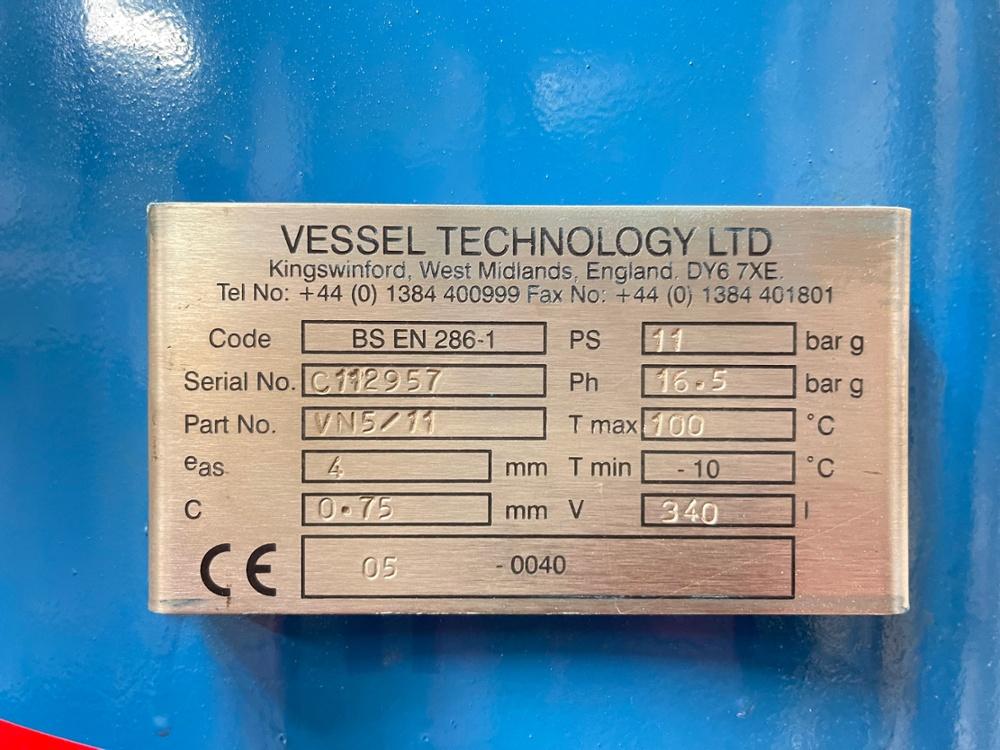 VESSEL TECHNOLOGY LTD
Kingswinford, West Midlands, England. DY6 7XE.
Tel No: +44 (0) 1384 400999 Fax No: +44 (0) 1384 401801
Code BS EN 286-1 PS 11 bar g
Serial No. C112957 Ph 16.5 bar g
Part No. VN5/11 T max 100 °C
eas 4 mm T min -10 °C
C 0.75 mm V 340 l
CE 05 -0040